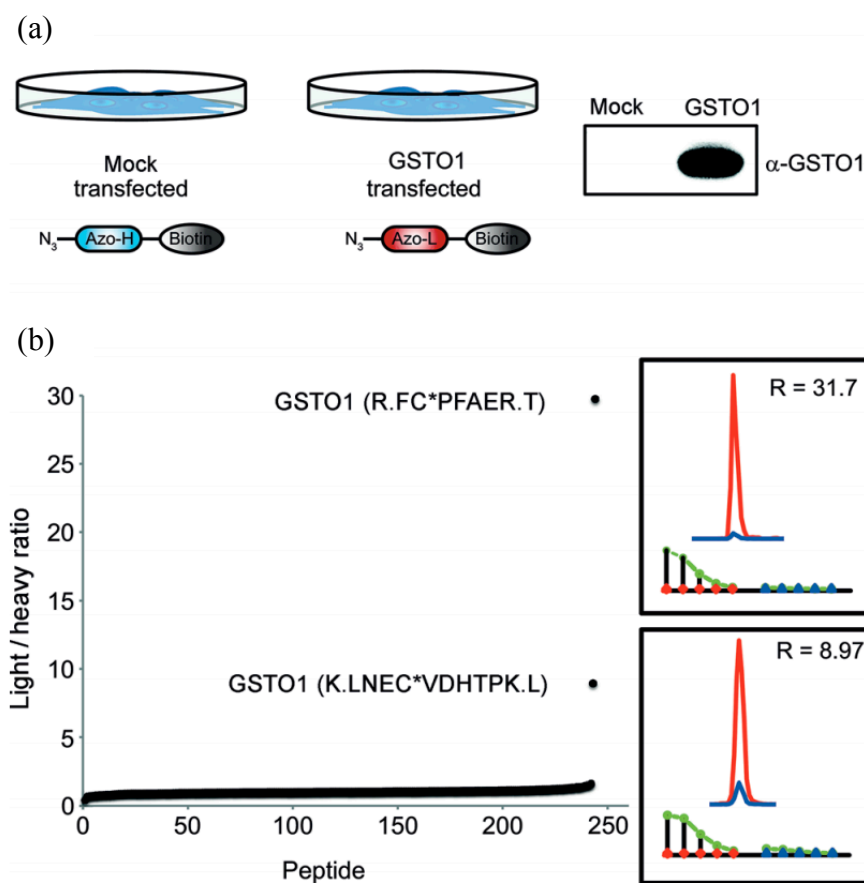 (a)
Mock GSTO1
α-GSTO1
Mock
transfected
GSTO1
transfected
N3 Azo-H Biotin
N3 Azo-L Biotin
(b)
Light / heavy ratio
30
25
20
15
10
5
0
0 50 100 150 200 250
Peptide
GSTO1 (R.FC*PFAER.T)
GSTO1 (K.LNEC*VDHTPK.L)
R = 31.7
R = 8.97